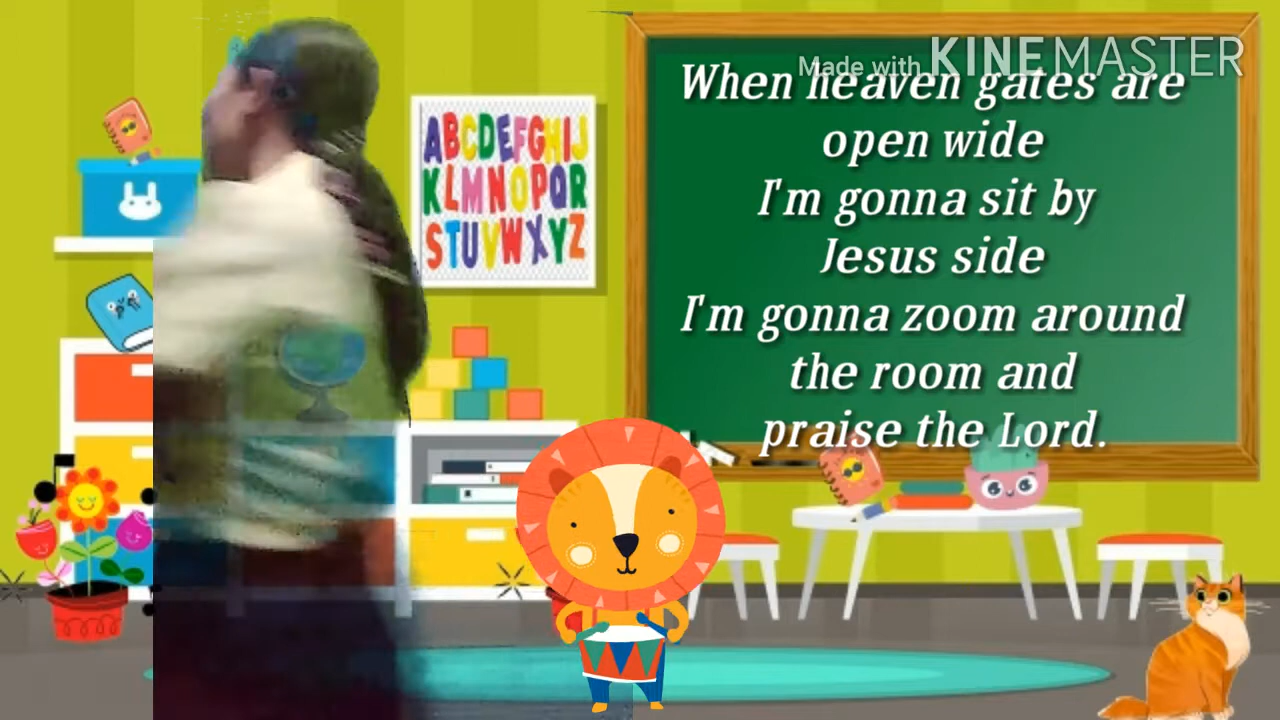 Made with KINEMASTER
When heaven gates are
open wide
I'm gonna sit by
Jesus side
I'm gonna zoom around
the room and
praise the Lord.
ABCDEFGHIJ
KLMNOPQR
STUVWXYZ